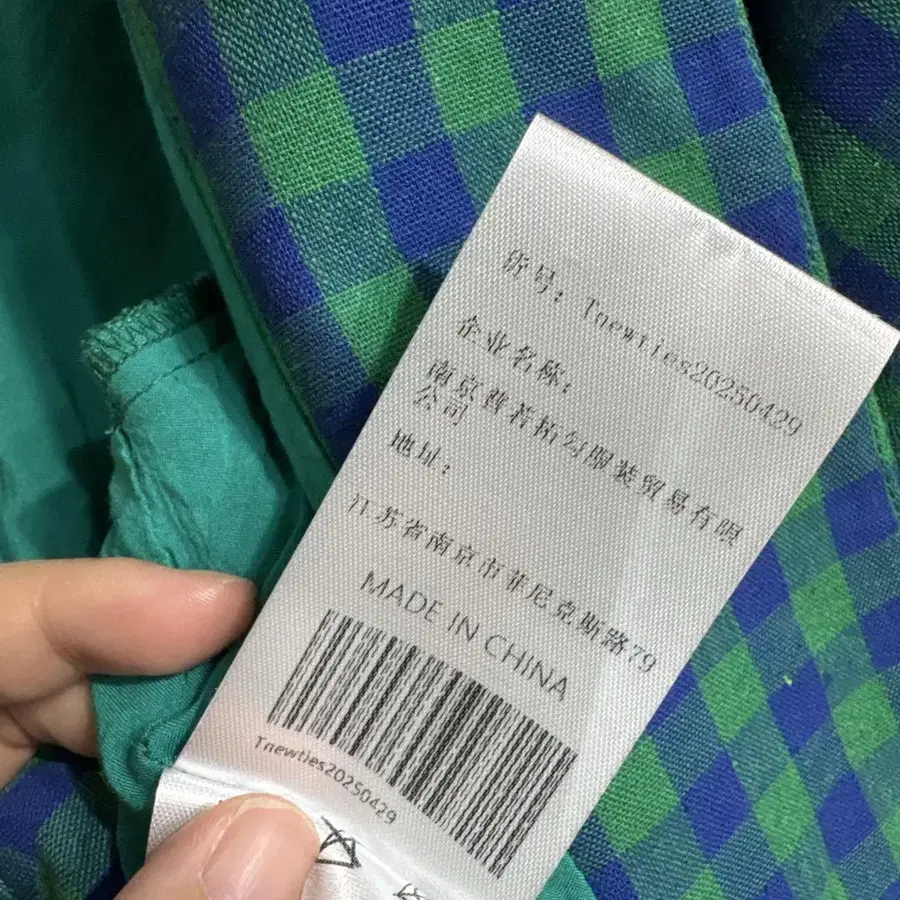 货号：Tnewties20250429
企业名称：
南京普若拓勾服装贸易有限
公司
地址：
江苏省南京市菲尼克斯路79
MADE IN CHINA
Tnewties20250429